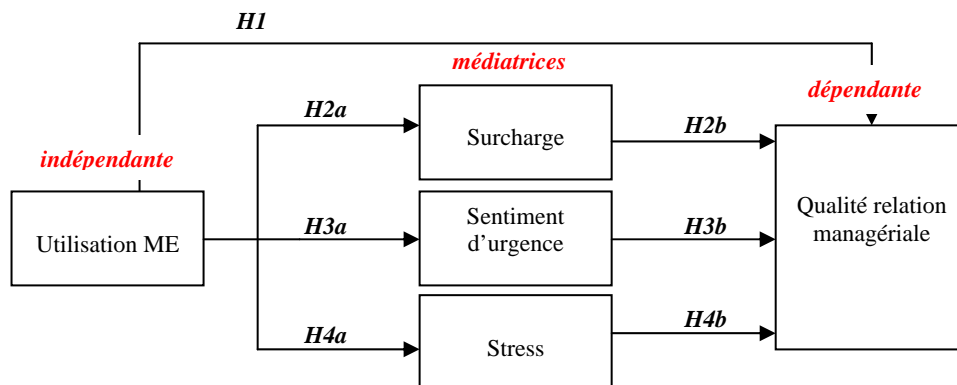 H1
médiatrices
dépendante
H2a
Surcharge
H2b
indépendante
Utilisation ME
H3a
Sentiment
d’urgence
H3b
Qualité relation
managériale
H4a
Stress
H4b